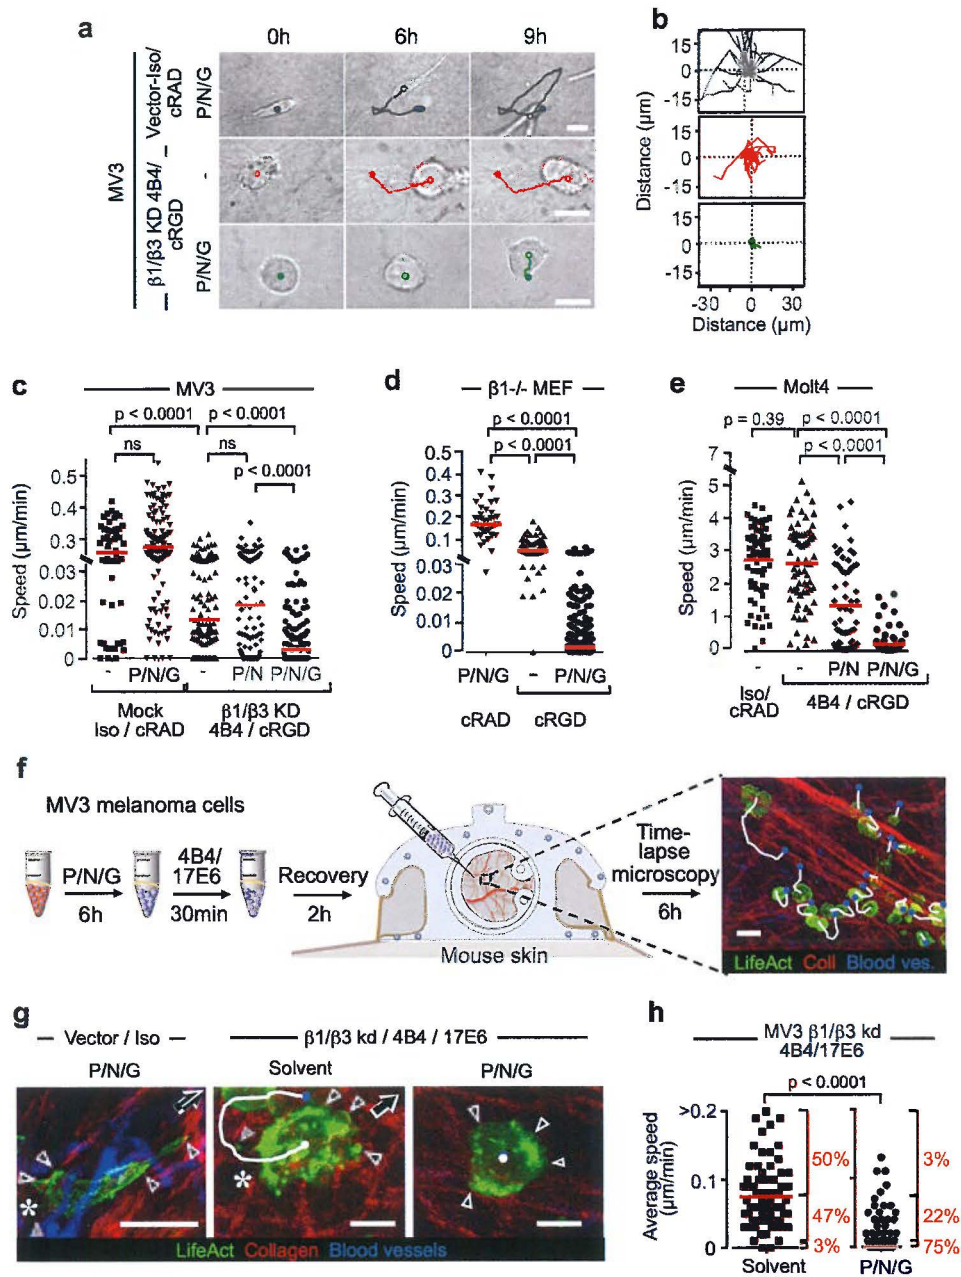 a
0h 6h 9h
MV3
Vector-Iso/
cRAD
P/N/G
β1/β3 KD 4B4/
cRGD
-
P/N/G
b
Distance (µm)
15
0
-15
15
0
-15
15
0
-15
-30 0 30
Distance (µm)
c
MV3
p < 0.0001 p < 0.0001
ns ns
p < 0.0001
Speed (µm/min)
0.5
0.4
0.3
0.03
0.02
0.01
0
- P/N/G - P/N P/N/G
Mock
Iso / cRAD
β1/β3 KD
4B4 / cRGD
d
β1-/- MEF
p < 0.0001
p < 0.0001
Speed (µm/min)
0.5
0.4
0.3
0.2
0.1
0.03
0.02
0.01
0
P/N/G - P/N/G
cRAD cRGD
e
Molt4
p = 0.39 p < 0.0001
p < 0.0001
Speed (µm/min)
7
5
4
3
2
1
0
- - P/N P/N/G
Iso/
cRAD
4B4 / cRGD
f
MV3 melanoma cells
P/N/G
6h
4B4/
17E6
30min
Recovery
2h
Mouse skin
Time-
lapse
microscopy
6h
LifeAct Coll Blood ves.
g
Vector / Iso β1/β3 kd / 4B4 / 17E6
P/N/G Solvent P/N/G
* *
LifeAct Collagen Blood vessels
h
MV3 β1/β3 kd
4B4/17E6
p < 0.0001
Average speed
(µm/min)
>0.2
0.1
0
50%
47%
3%
3%
22%
75%
Solvent P/N/G